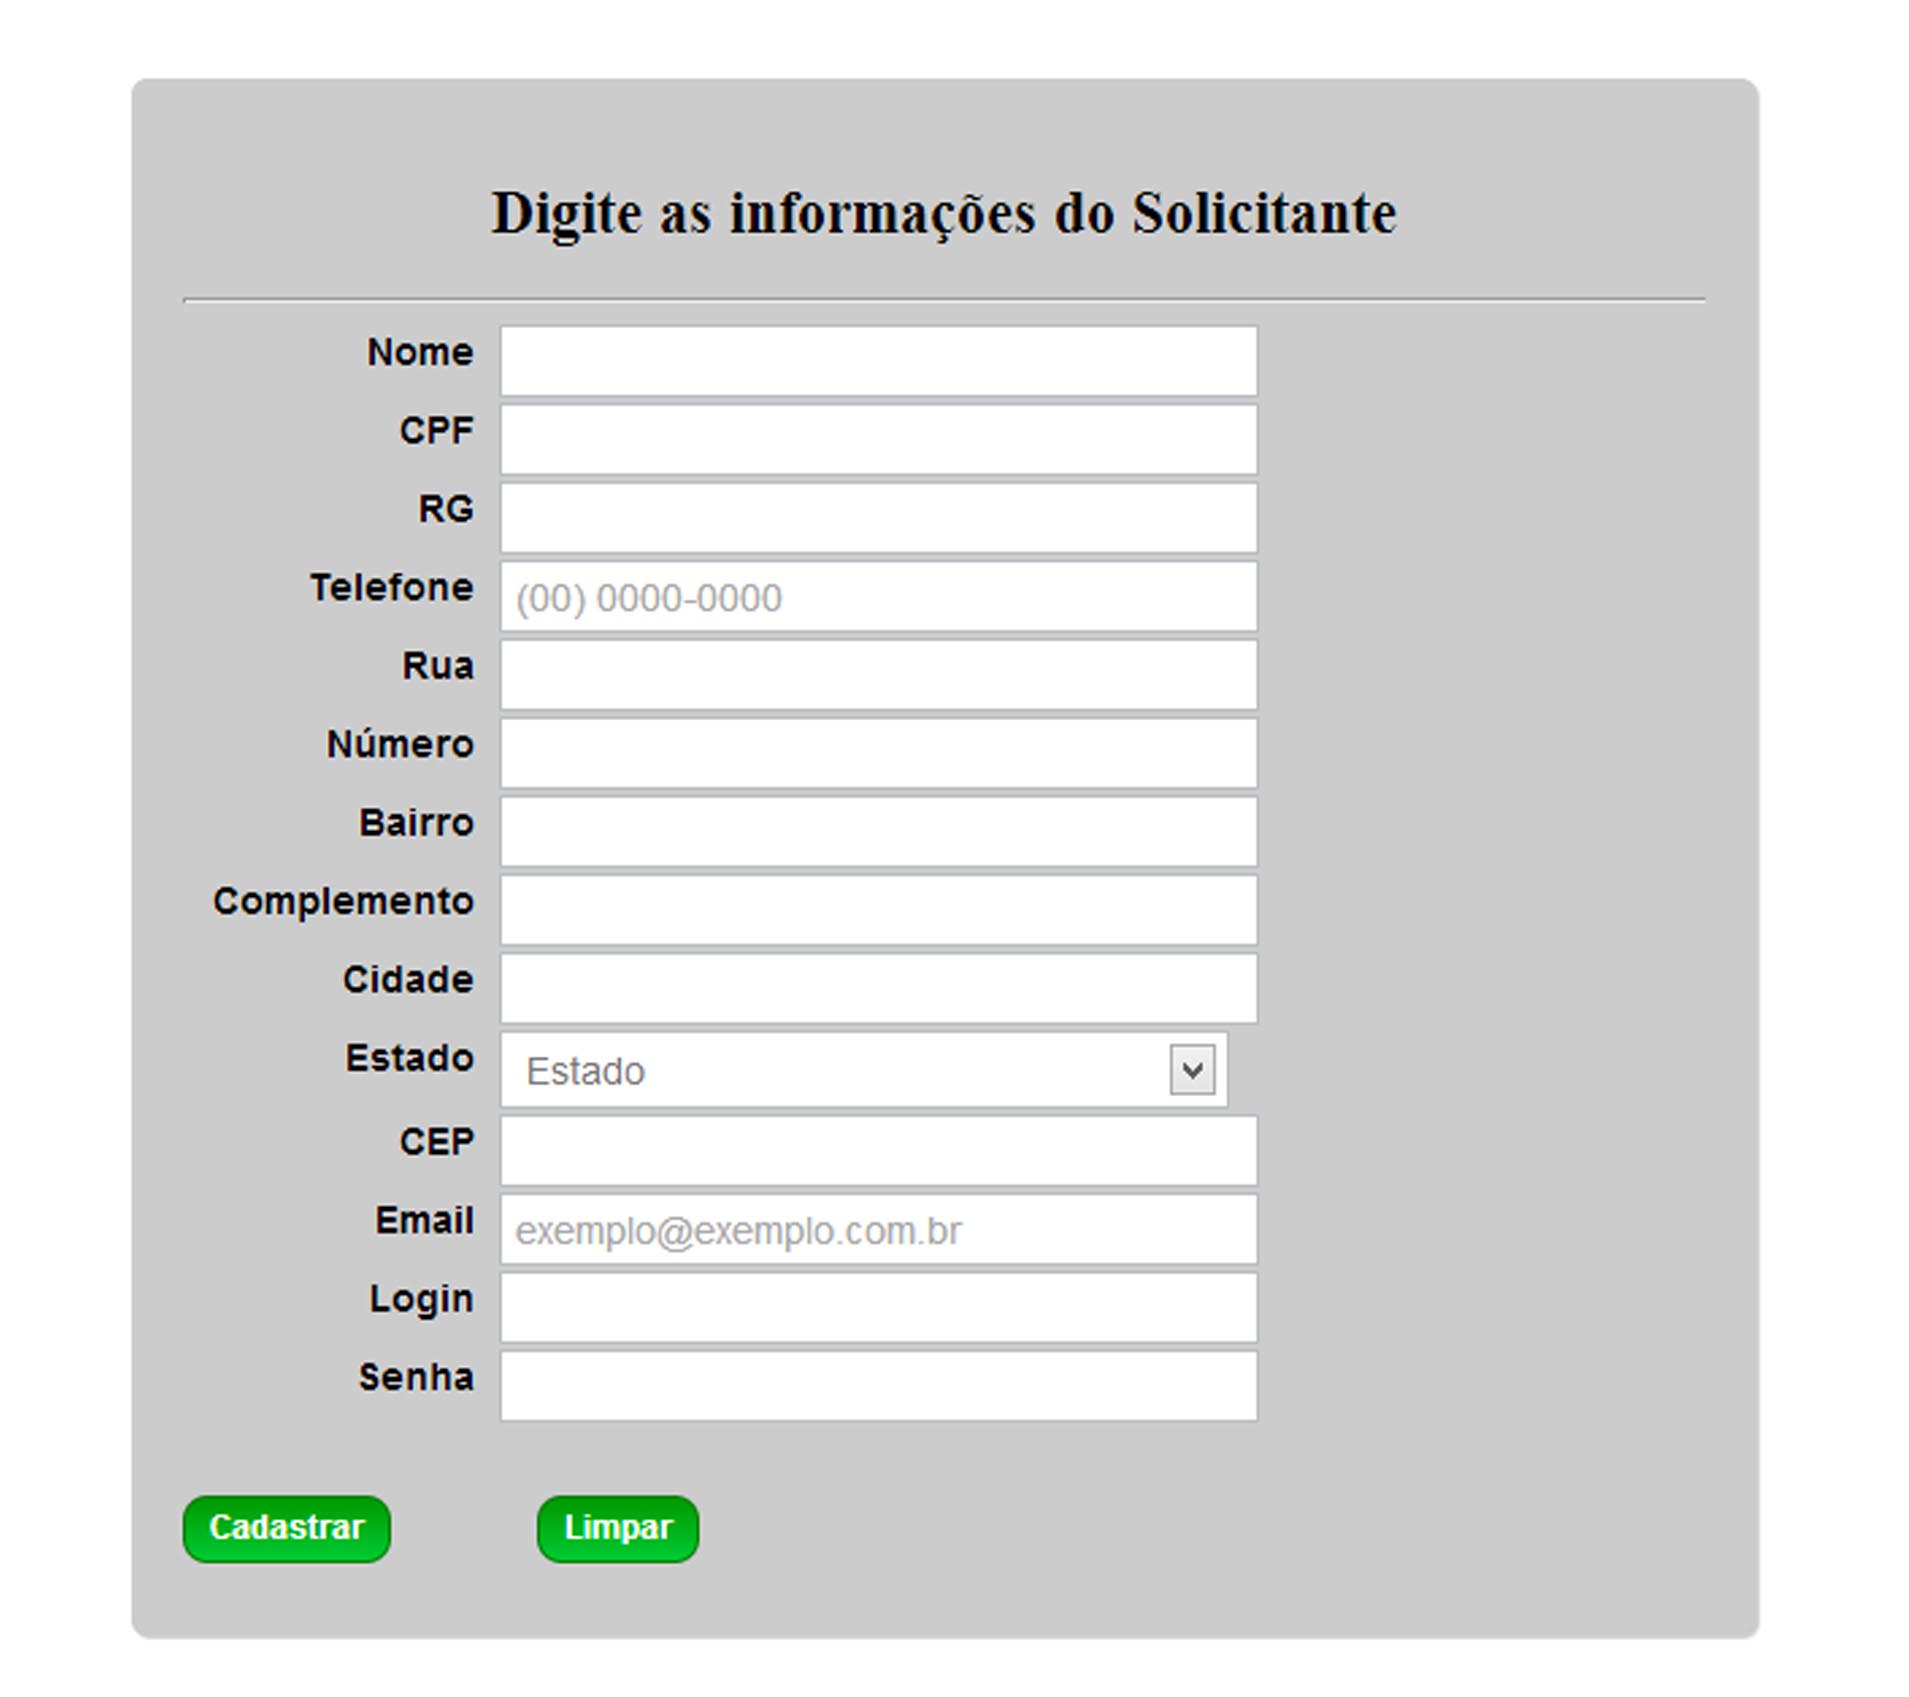 Digite as informações do Solicitante
Nome
CPF
RG
Telefone (00) 0000-0000
Rua
Número
Bairro
Complemento
Cidade
Estado Estado
CEP
Email exemplo@exemplo.com.br
Login
Senha
Cadastrar Limpar